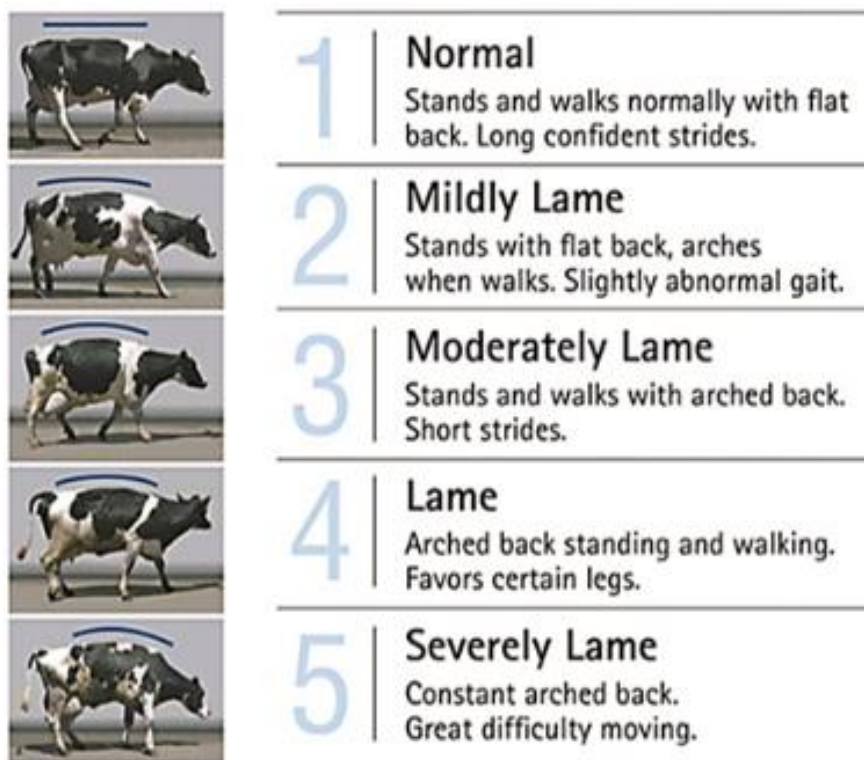 1
Normal
Stands and walks normally with flat
back. Long confident strides.
2
Mildly Lame
Stands with flat back, arches
when walks. Slightly abnormal gait.
3
Moderately Lame
Stands and walks with arched back.
Short strides.
4
Lame
Arched back standing and walking.
Favors certain legs.
5
Severely Lame
Constant arched back.
Great difficulty moving.